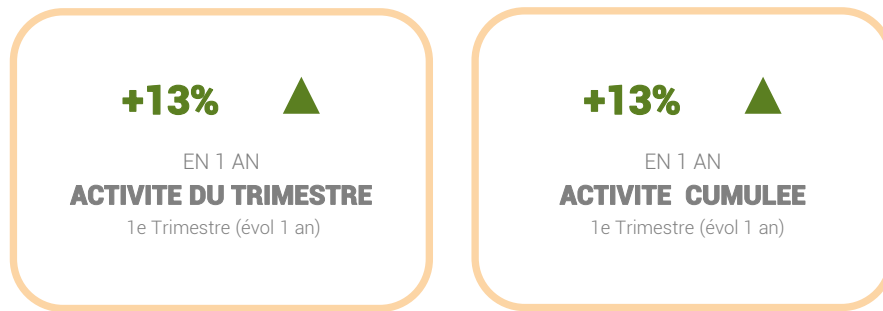 +13%
EN 1 AN
ACTIVITE DU TRIMESTRE
1e Trimestre (évol 1 an)
+13%
EN 1 AN
ACTIVITE  CUMULEE
1e Trimestre (évol 1 an)